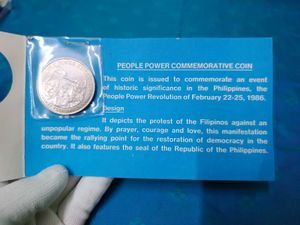 PEOPLE POWER COMMEMORATIVE COIN
This coin is issued to commemorate an event
of historic significance in the Philippines, the
People Power Revolution of February 22-25, 1986.
Design
It depicts the protest of the Filipinos against an
unpopular regime. By prayer, courage and love, this manifestation
became the rallying point for the restoration of democracy in the
country. It also features the seal of the Republic of the Philippines.